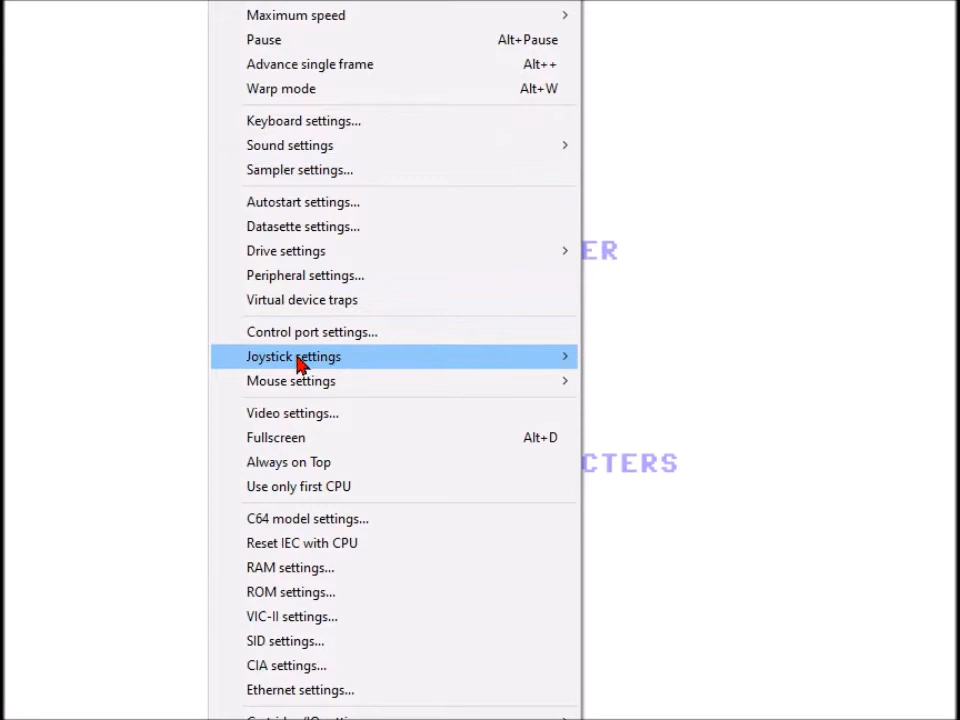 Maximum speed
Pause Alt+Pause
Advance single frame Alt++
Warp mode Alt+W
Keyboard settings...
Sound settings
Sampler settings...
Autostart settings...
Datasette settings...
Drive settings
ER
Peripheral settings...
Virtual device traps
Control port settings...
Joystick settings
Mouse settings
Video settings...
Fullscreen Alt+D
Always on Top
CTERS
Use only first CPU
C64 model settings...
Reset IEC with CPU
RAM settings...
ROM settings...
VIC-II settings...
SID settings...
CIA settings...
Ethernet settings...